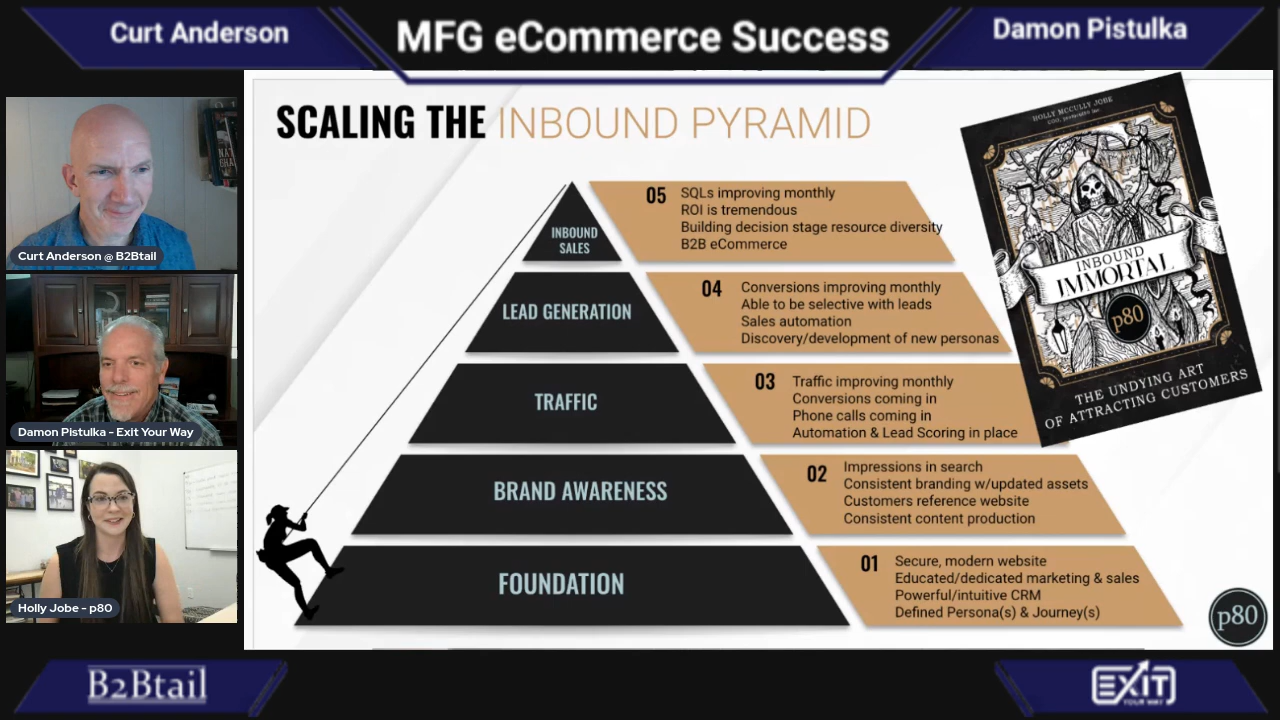 Curt Anderson
MFG eCommerce Success
Damon Pistulka
Curt Anderson @ B2Btail
Damon Pistulka - Exit Your Way
Holly Jobe - p80
SCALING THE INBOUND PYRAMID
INBOUND
SALES
05
SQLs improving monthly
ROI is tremendous
Building decision stage resource diversity
B2B eCommerce
LEAD GENERATION
04
Conversions improving monthly
Able to be selective with leads
Sales automation
Discovery/development of new personas
TRAFFIC
03
Traffic improving monthly
Conversions coming in
Phone calls coming in
Automation & Lead Scoring in place
BRAND AWARENESS
02
Impressions in search
Consistent branding w/updated assets
Customers reference website
Consistent content production
FOUNDATION
01
Secure, modern website
Educated/dedicated marketing & sales
Powerful/intuitive CRM
Defined Persona(s) & Journey(s)
HOLLY MCCULLY JOBE
INBOUND
IMMORTAL
p80
THE UNDYING ART
OF ATTRACTING CUSTOMERS
p80
B2Btail
EXIT
YOUR WAY